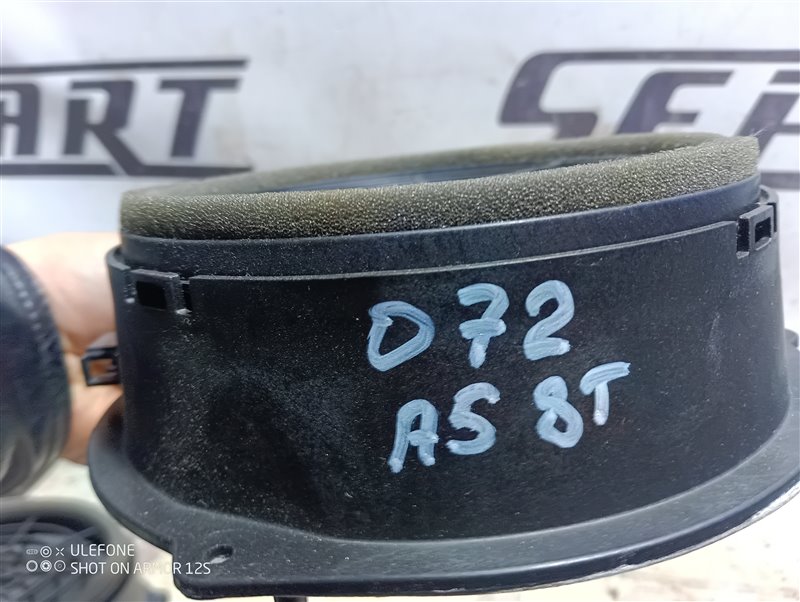 ART
D72
A5 8T
ULEFONE
SHOT ON ARMOR 12S